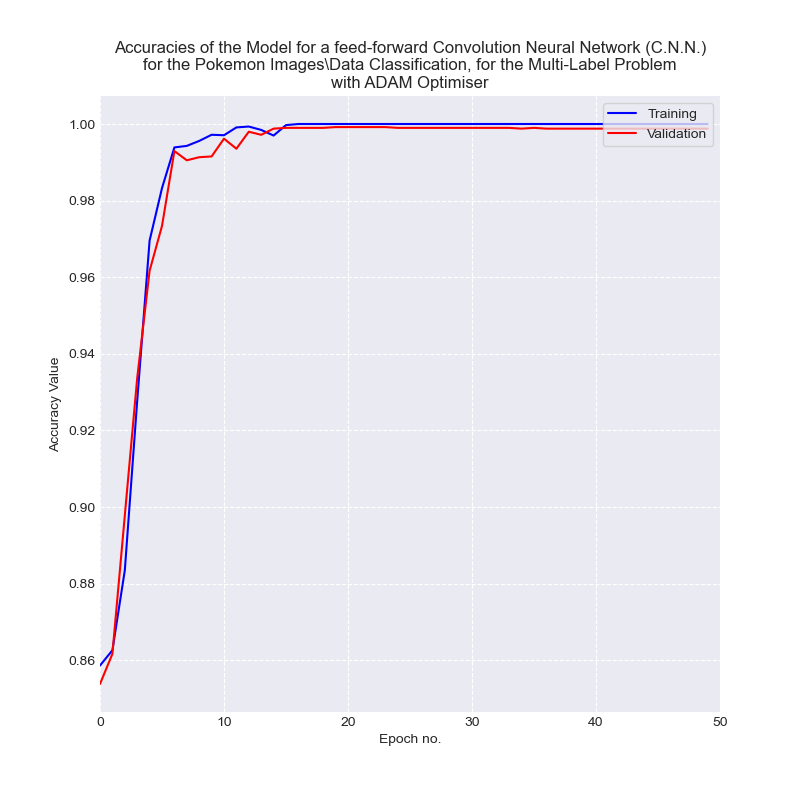 Accuracies of the Model for a feed-forward Convolution Neural Network (C.N.N.)
for the Pokemon Images\Data Classification, for the Multi-Label Problem
with ADAM Optimiser
Training
Validation
1.00
0.98
0.96
0.94
0.92
0.90
0.88
0.86
Accuracy Value
0 10 20 30 40 50
Epoch no.